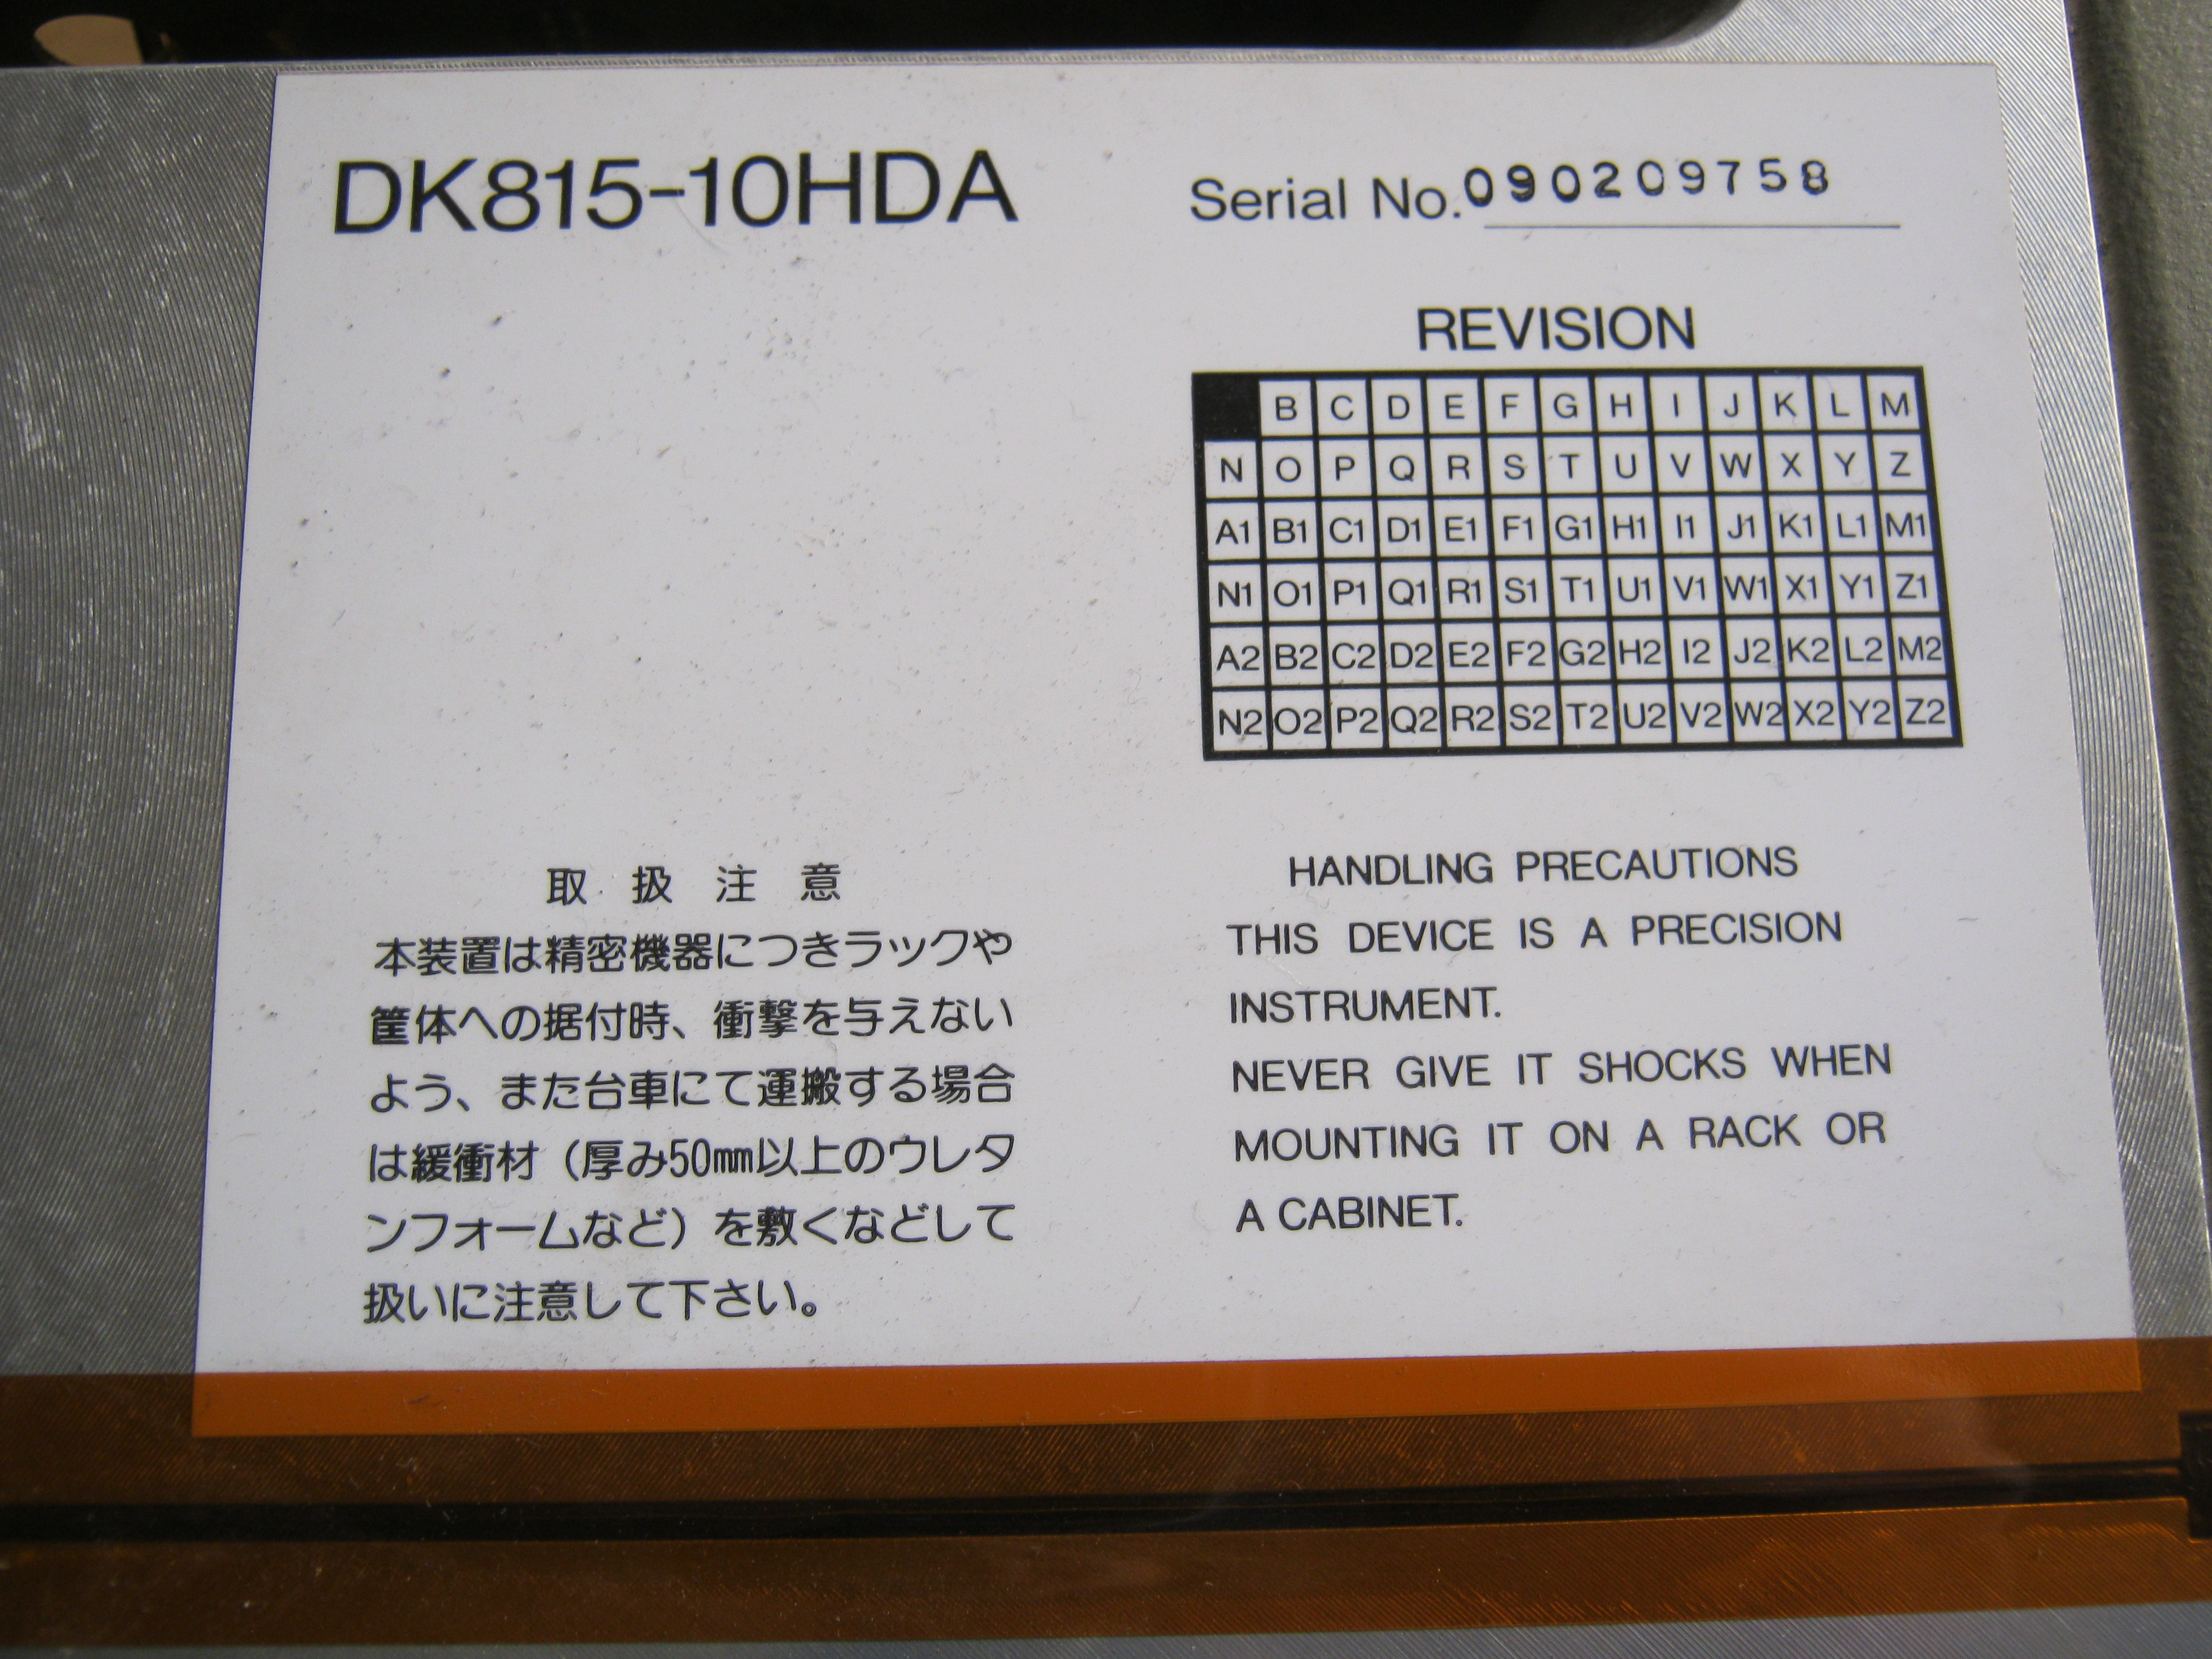 DK815-10HDA
Serial No. 090209758
REVISION
B C D E F G H I J K L M
N O P Q R S T U V W X Y Z
A1 B1 C1 D1 E1 F1 G1 H1 I1 J1 K1 L1 M1
N1 O1 P1 Q1 R1 S1 T1 U1 V1 W1 X1 Y1 Z1
A2 B2 C2 D2 E2 F2 G2 H2 I2 J2 K2 L2 M2
N2 O2 P2 Q2 R2 S2 T2 U2 V2 W2 X2 Y2 Z2
取扱注意
本装置は精密機器につきラックや
筐体への据付時、衝撃を与えない
よう、また台車にて運搬する場合
は緩衝材（厚み50mm以上のウレタ
ンフォームなど）を敷くなどして
扱いに注意して下さい。
HANDLING PRECAUTIONS
THIS DEVICE IS A PRECISION
INSTRUMENT.
NEVER GIVE IT SHOCKS WHEN
MOUNTING IT ON A RACK OR
A CABINET.